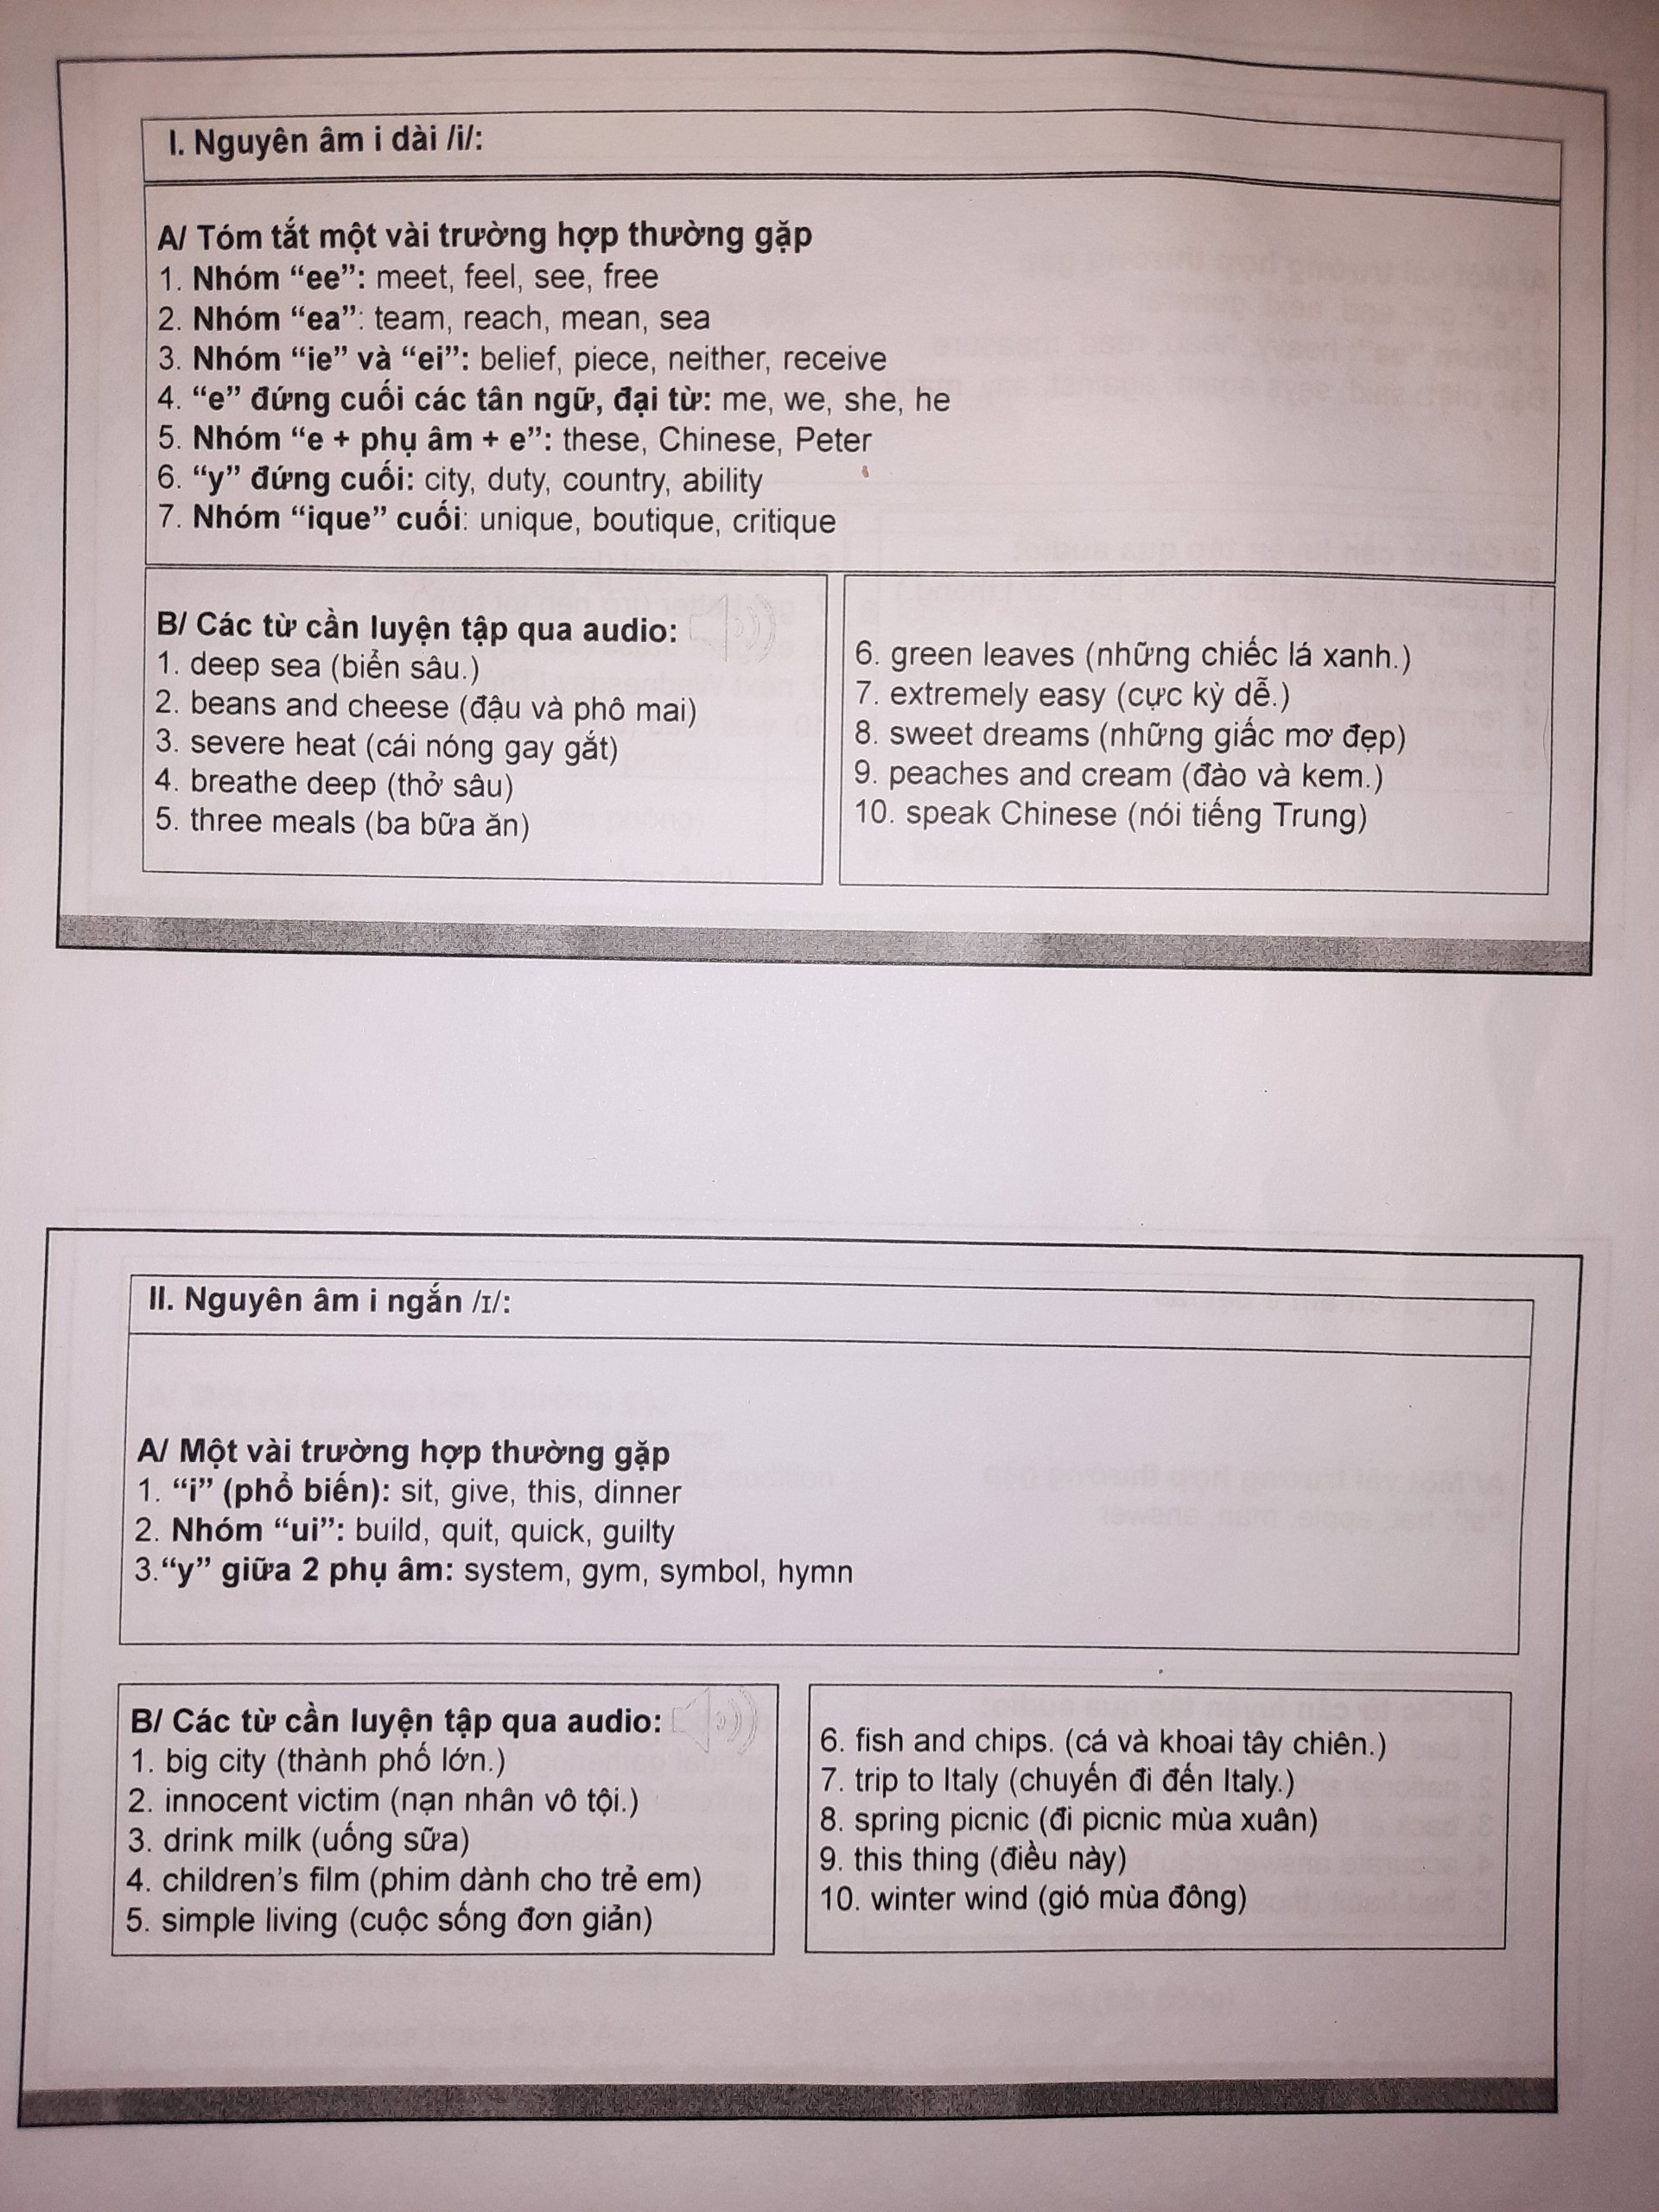 I. Nguyên âm i dài /i/:
A/ Tóm tắt một vài trường hợp thường gặp
1. Nhóm “ee”: meet, feel, see, free
2. Nhóm “ea”: team, reach, mean, sea
3. Nhóm “ie” và “ei”: belief, piece, neither, receive
4. “e” đứng cuối các tân ngữ, đại từ: me, we, she, he
5. Nhóm “e + phụ âm + e”: these, Chinese, Peter
6. “y” đứng cuối: city, duty, country, ability
7. Nhóm “ique” cuối: unique, boutique, critique
B/ Các từ cần luyện tập qua audio:
1. deep sea (biển sâu.)
2. beans and cheese (đậu và phô mai)
3. severe heat (cái nóng gay gắt)
4. breathe deep (thở sâu)
5. three meals (ba bữa ăn)
6. green leaves (những chiếc lá xanh.)
7. extremely easy (cực kỳ dễ.)
8. sweet dreams (những giấc mơ đẹp)
9. peaches and cream (đào và kem.)
10. speak Chinese (nói tiếng Trung)
II. Nguyên âm i ngắn /ɪ/:
A/ Một vài trường hợp thường gặp
1. “i” (phổ biến): sit, give, this, dinner
2. Nhóm “ui”: build, quit, quick, guilty
3.“y” giữa 2 phụ âm: system, gym, symbol, hymn
B/ Các từ cần luyện tập qua audio:
1. big city (thành phố lớn.)
2. innocent victim (nạn nhân vô tội.)
3. drink milk (uống sữa)
4. children’s film (phim dành cho trẻ em)
5. simple living (cuộc sống đơn giản)
6. fish and chips. (cá và khoai tây chiên.)
7. trip to Italy (chuyến đi đến Italy.)
8. spring picnic (đi picnic mùa xuân)
9. this thing (điều này)
10. winter wind (gió mùa đông)